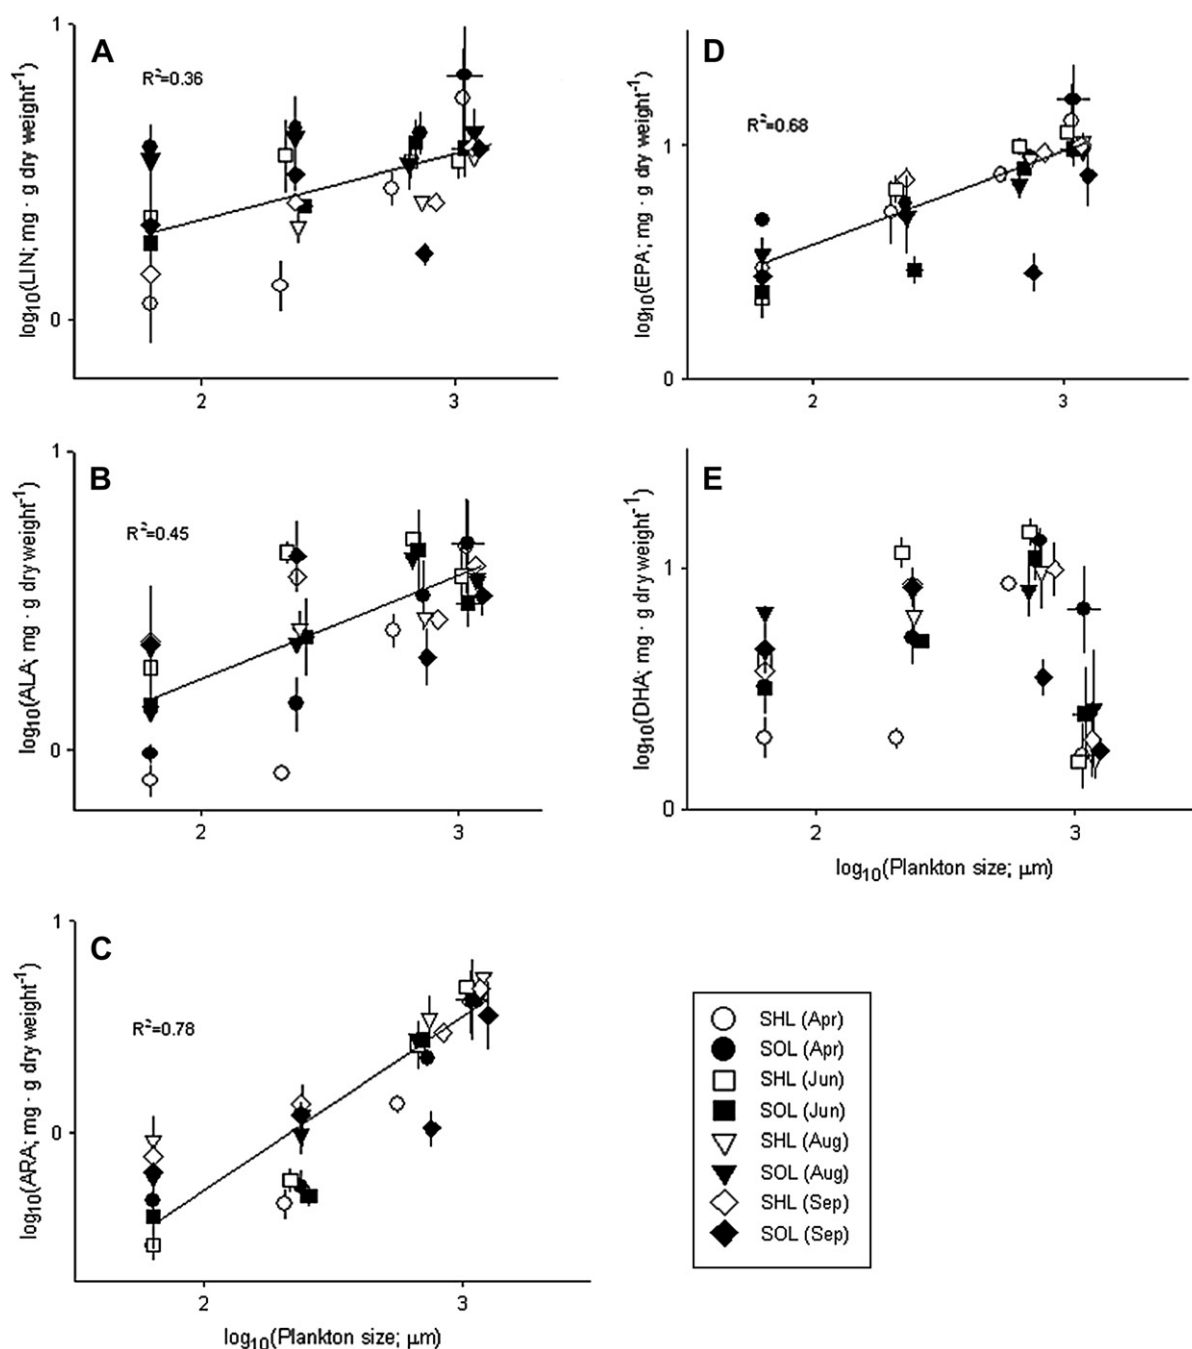 A
R²=0.36
log₁₀(LIN; mg · g dry weight⁻¹)
1
0
2
3
B
R²=0.45
log₁₀(ALA; mg · g dry weight⁻¹)
1
0
2
3
C
R²=0.78
log₁₀(ARA; mg · g dry weight⁻¹)
1
0
2
3
log₁₀(Plankton size; μm)
D
R²=0.68
log₁₀(EPA; mg · g dry weight⁻¹)
1
0
2
3
E
log₁₀(DHA; mg · g dry weight⁻¹)
1
0
2
3
log₁₀(Plankton size; μm)
SHL (Apr)
SOL (Apr)
SHL (Jun)
SOL (Jun)
SHL (Aug)
SOL (Aug)
SHL (Sep)
SOL (Sep)